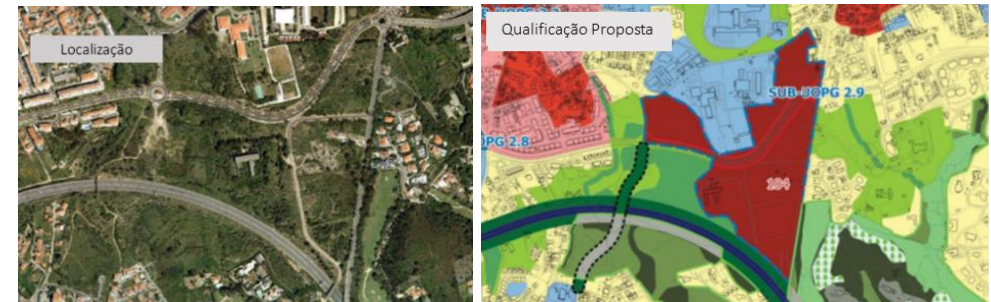 Localização
Qualificação Proposta
SUB-UOPG 2.9
OPG 2.8
104